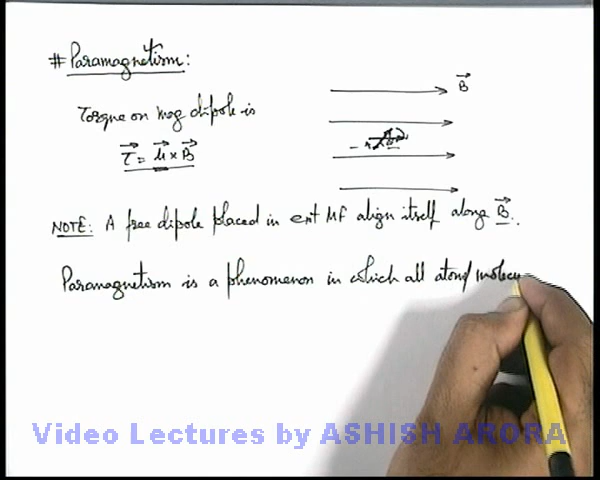 # Paramagnetism:
B
Torque on mag dipole is
τ = μ × B
NOTE: A free dipole placed in ext MF align itself along B.
Paramagnetism is a phenomenon in which all atoms/molecu
Video Lectures by ASHISH ARORA